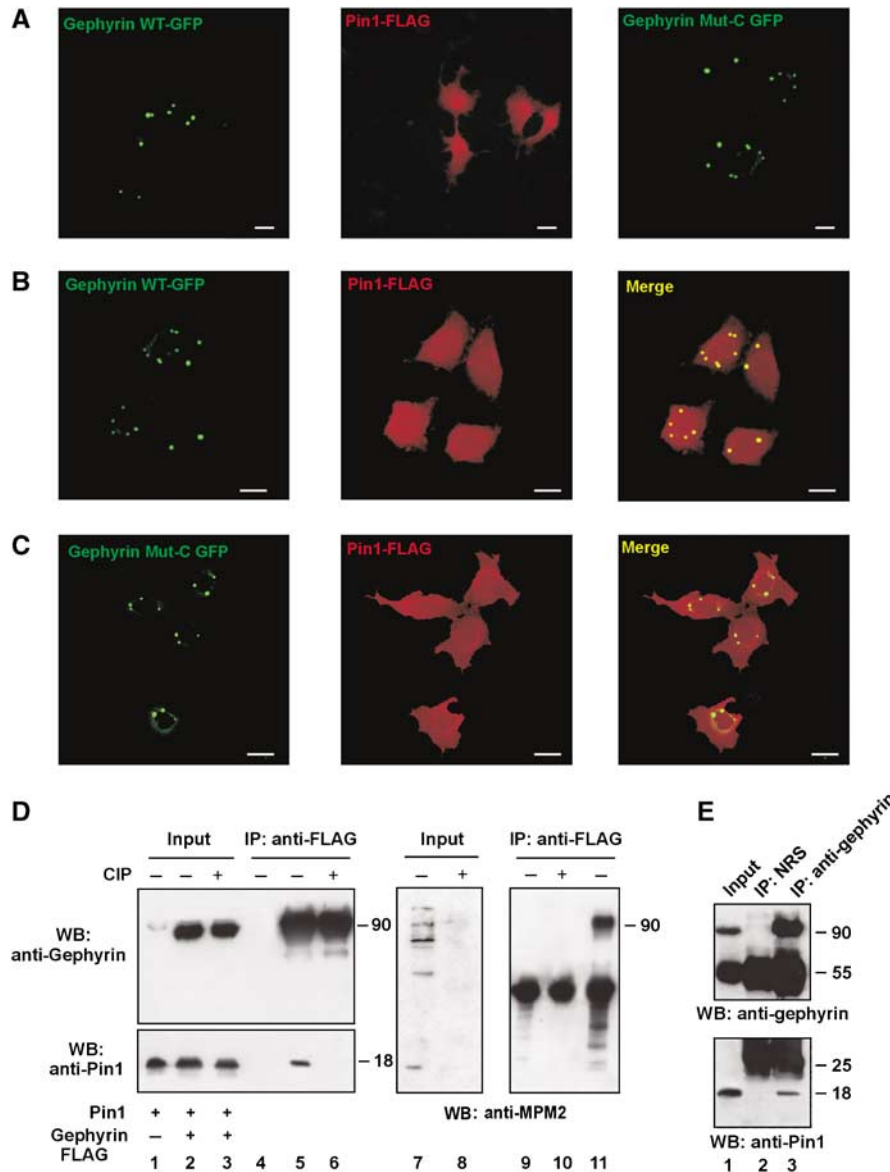 A
Gephyrin WT-GFP
Pin1-FLAG
Gephyrin Mut-C GFP
B
Gephyrin WT-GFP
Pin1-FLAG
Merge
C
Gephyrin Mut-C GFP
Pin1-FLAG
Merge
D
Input IP: anti-FLAG Input IP: anti-FLAG
CIP – + – + – + – + –
WB:
anti-Gephyrin
– 90
– 90
WB:
anti-Pin1
– 18
Pin1 + + +
Gephyrin
FLAG – + +
WB: anti-MPM2
1 2 3 4 5 6 7 8 9 10 11
E
Input
IP: NRS
IP: anti-gephyrin
– 90
– 55
WB: anti-gephyrin
– 25
– 18
WB: anti-Pin1
1 2 3